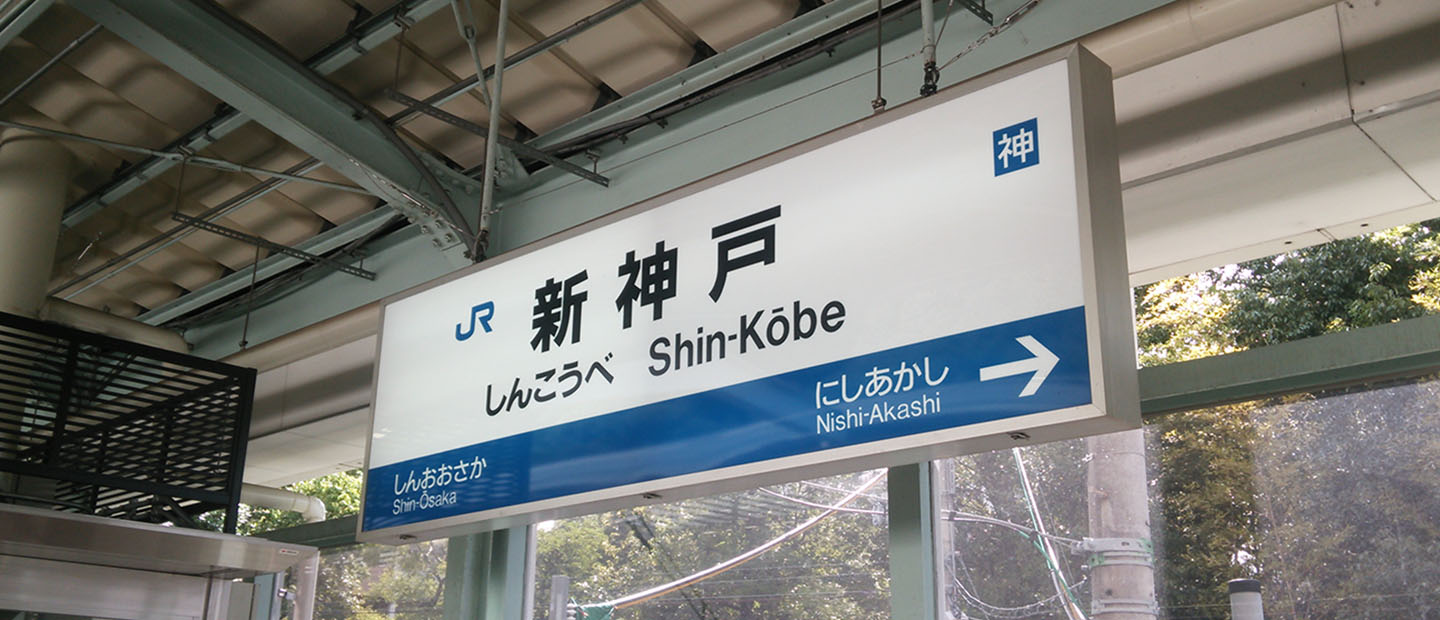 神
JR 新神戸
しんこうべ Shin-Kōbe
しんおおさか
Shin-Ōsaka
にしあかし
Nishi-Akashi